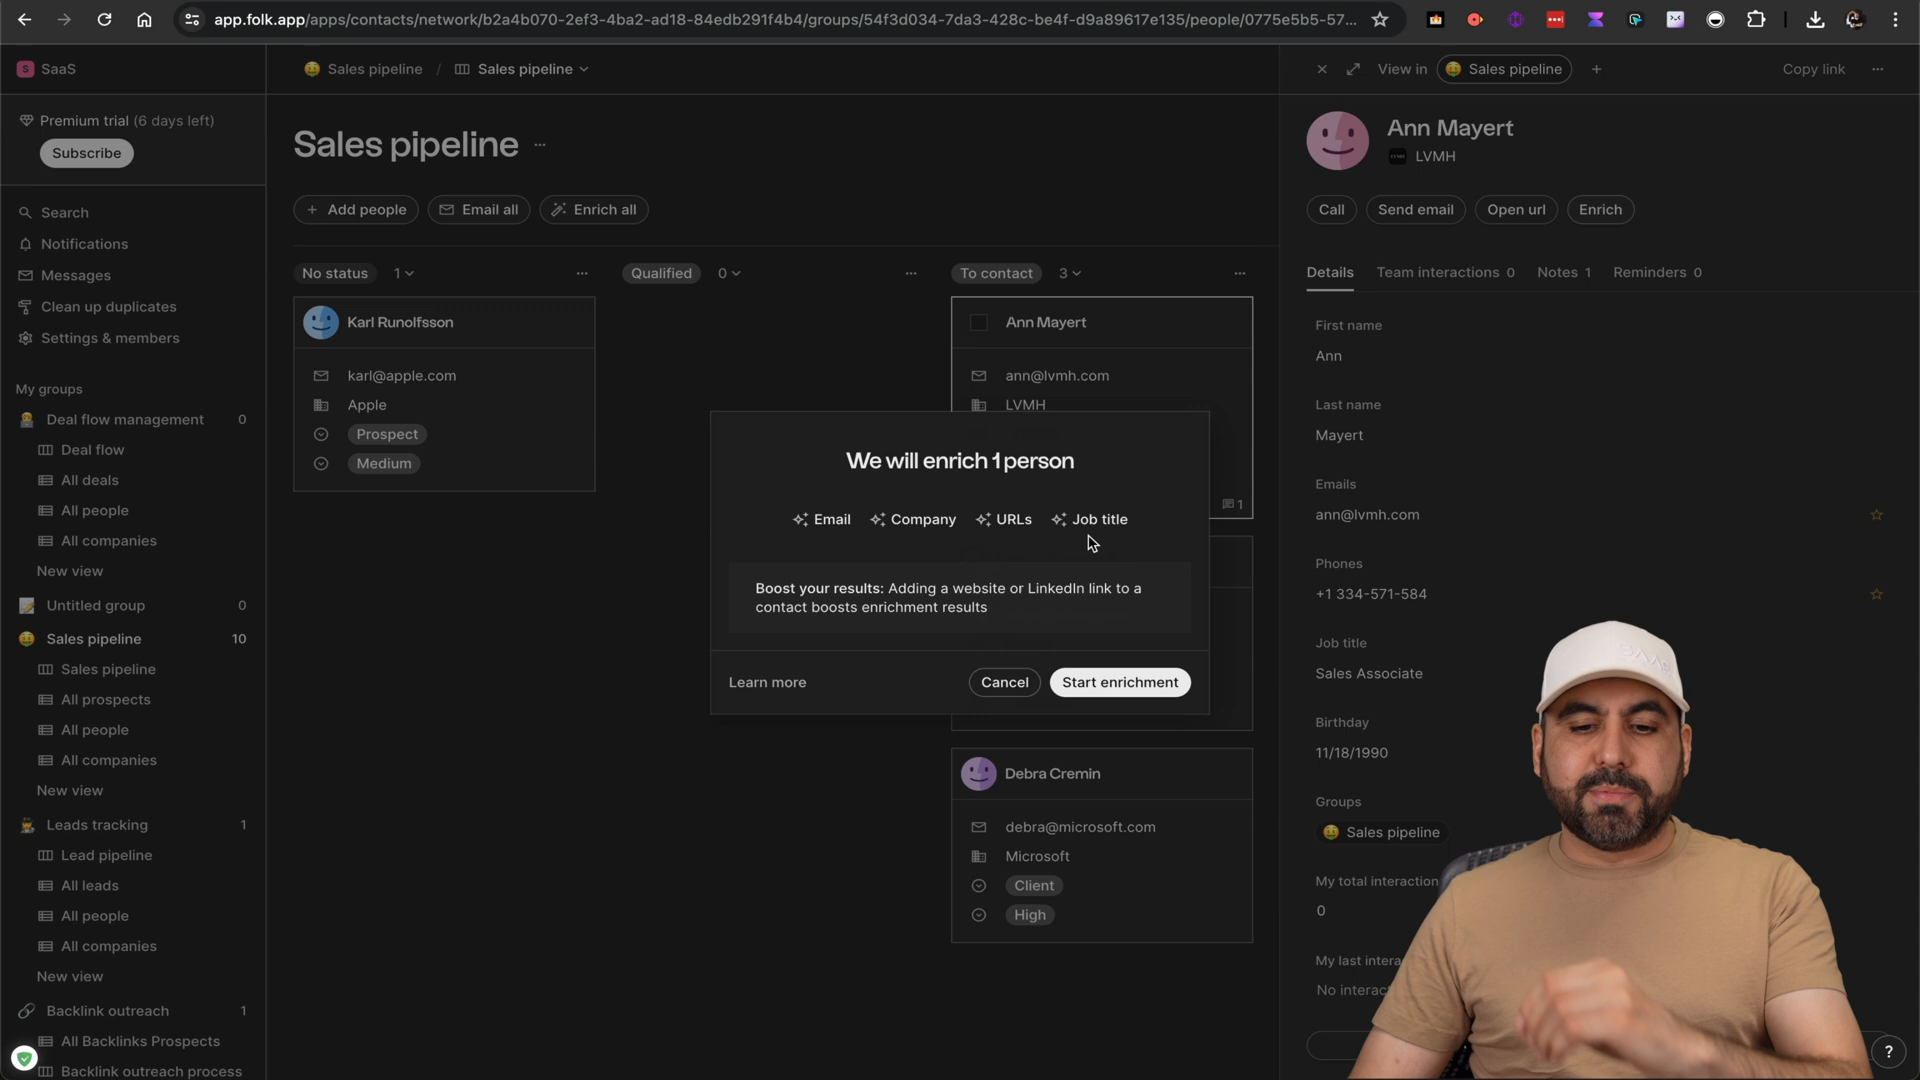 app.folk.app/apps/contacts/network/b2a4b070-2ef3-4ba2-ad18-84edb291f4b4/groups/54f3d034-7da3-428c-be4f-d9a89617e135/people/0775e5b5-57...
S SaaS
Premium trial (6 days left)
Subscribe
Search
Notifications
Messages
Clean up duplicates
Settings & members
My groups
Deal flow management 0
Deal flow
All deals
All people
All companies
New view
Untitled group 0
Sales pipeline 10
Sales pipeline
All prospects
All people
All companies
New view
Leads tracking 1
Lead pipeline
All leads
All people
All companies
New view
Backlink outreach 1
All Backlinks Prospects
Backlink outreach process
Sales pipeline / Sales pipeline
Sales pipeline ...
+ Add people Email all Enrich all
No status 1 ...
Karl Runolfsson
karl@apple.com
Apple
Prospect
Medium
Qualified 0 ...
To contact 3 ...
Ann Mayert
ann@lvmh.com
LVMH
1
We will enrich 1 person
Email Company URLs Job title
Boost your results: Adding a website or LinkedIn link to a
contact boosts enrichment results
Learn more Cancel Start enrichment
Debra Cremin
debra@microsoft.com
Microsoft
Client
High
View in Sales pipeline + Copy link ...
Ann Mayert
LVMH
Call Send email Open url Enrich
Details Team interactions 0 Notes 1 Reminders 0
First name
Ann
Last name
Mayert
Emails
ann@lvmh.com
Phones
+1 334-571-584
Job title
Sales Associate
Birthday
11/18/1990
Groups
Sales pipeline
My total interaction
0
My last intera
No interac
?